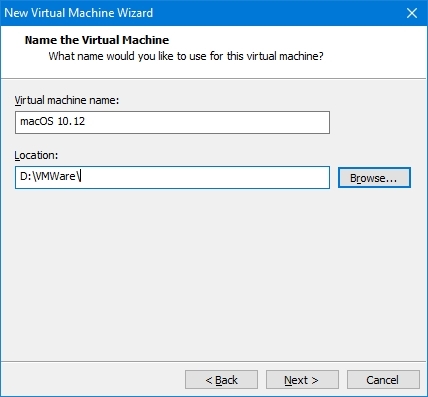 New Virtual Machine Wizard
Name the Virtual Machine
What name would you like to use for this virtual machine?
Virtual machine name:
macOS 10.12
Location:
D:\VMWare\
Browse...
< Back
Next >
Cancel